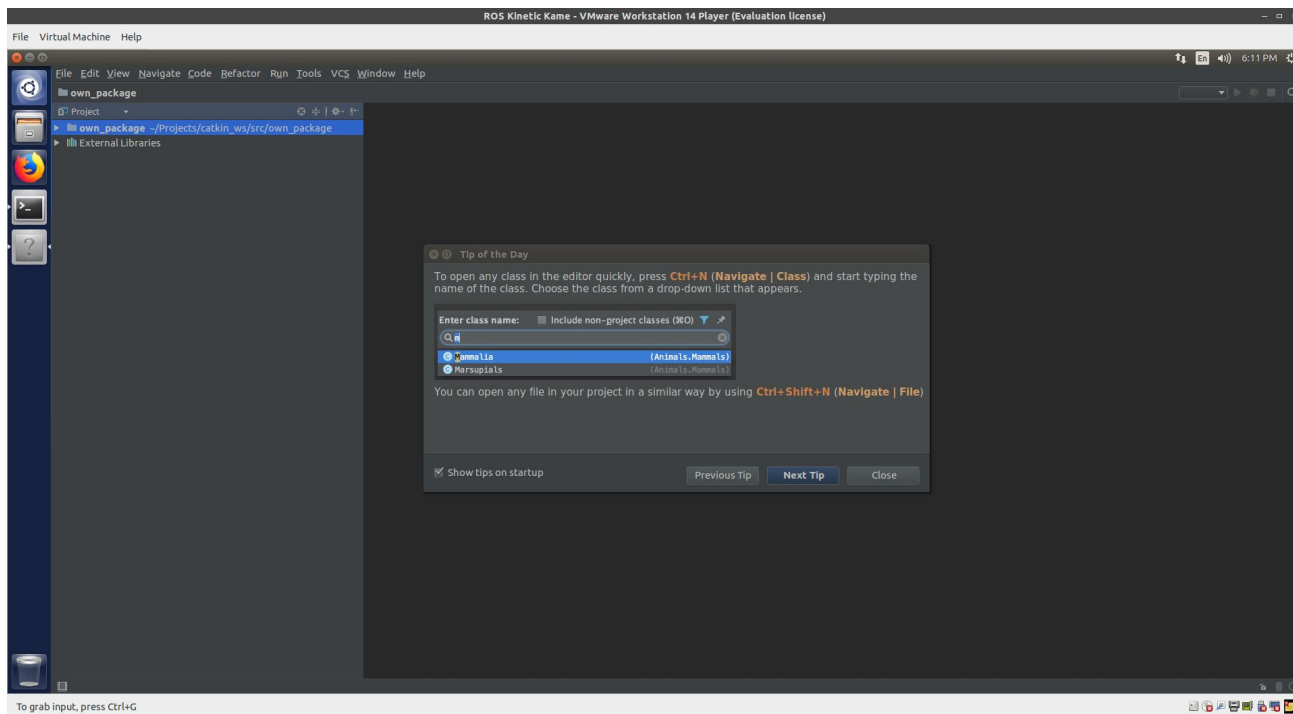 ROS Kinetic Kame - VMware Workstation 14 Player (Evaluation license)
File Virtual Machine Help
En 6:11 PM
File Edit View Navigate Code Refactor Run Tools VCS Window Help
own_package
Project
own_package ~/Projects/catkin_ws/src/own_package
External Libraries
Tip of the Day
To open any class in the editor quickly, press Ctrl+N (Navigate | Class) and start typing the
name of the class. Choose the class from a drop-down list that appears.
Enter class name: Include non-project classes (⌘O)
m
Mammalia (Animals.Mammals)
Marsupials (Animals.Mammals)
You can open any file in your project in a similar way by using Ctrl+Shift+N (Navigate | File)
Show tips on startup
Previous Tip Next Tip Close
To grab input, press Ctrl+G